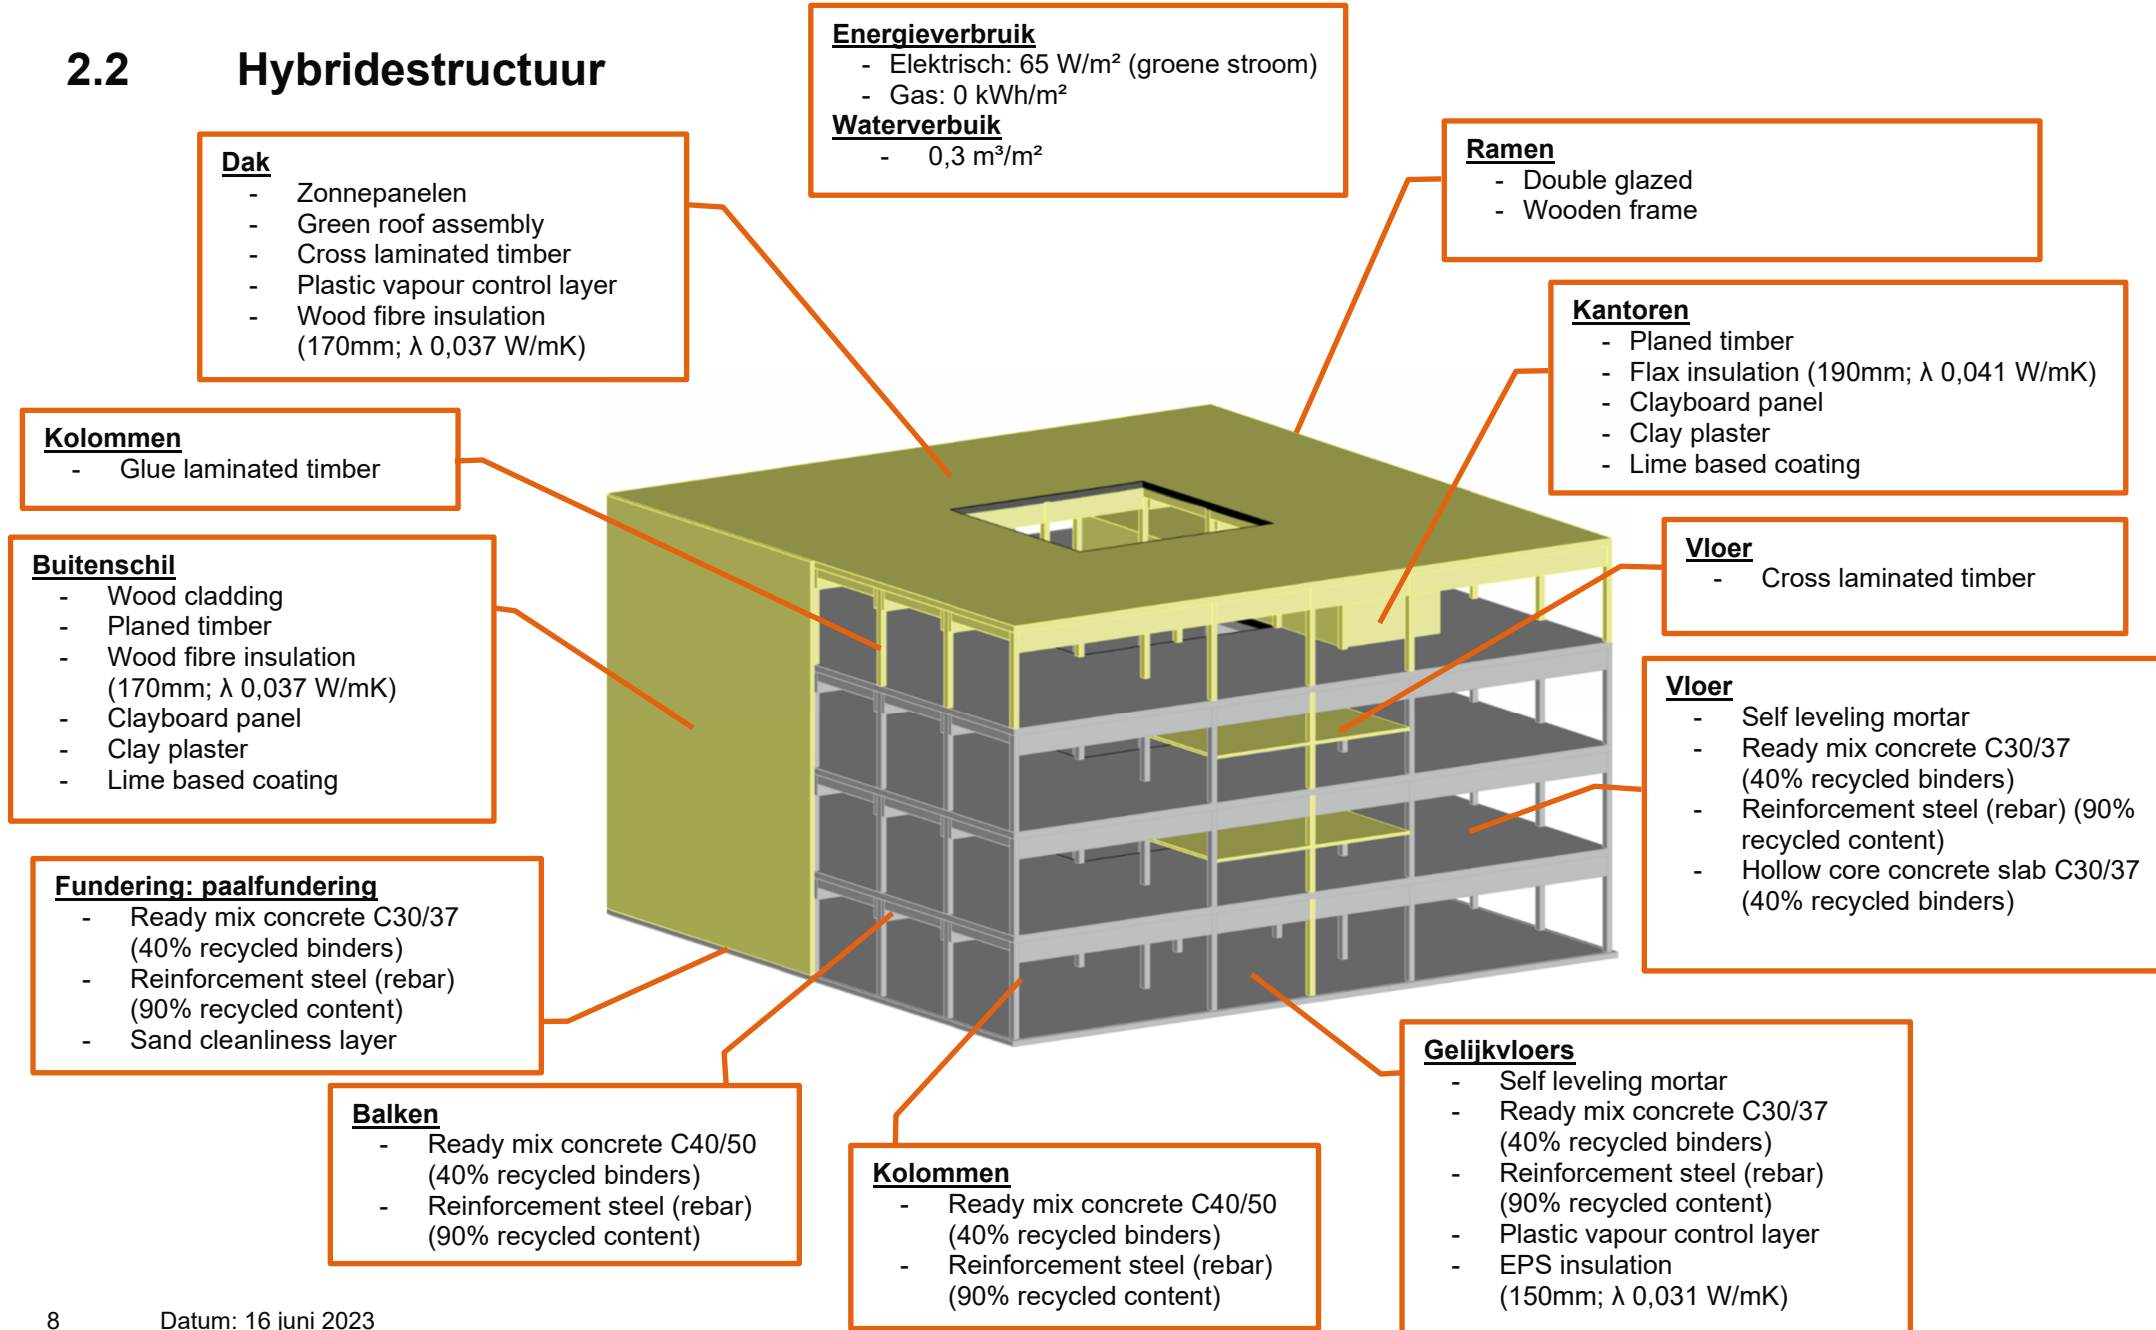 2.2 Hybridestructuur
Energieverbruik
- Elektrisch: 65 W/m² (groene stroom)
- Gas: 0 kWh/m²
Waterverbuik
- 0,3 m³/m²
Dak
- Zonnepanelen
- Green roof assembly
- Cross laminated timber
- Plastic vapour control layer
- Wood fibre insulation
(170mm; λ 0,037 W/mK)
Ramen
- Double glazed
- Wooden frame
Kantoren
- Planed timber
- Flax insulation (190mm; λ 0,041 W/mK)
- Clayboard panel
- Clay plaster
- Lime based coating
Kolommen
- Glue laminated timber
Buitenschil
- Wood cladding
- Planed timber
- Wood fibre insulation
(170mm; λ 0,037 W/mK)
- Clayboard panel
- Clay plaster
- Lime based coating
Vloer
- Cross laminated timber
Vloer
- Self leveling mortar
- Ready mix concrete C30/37
(40% recycled binders)
- Reinforcement steel (rebar) (90%
recycled content)
- Hollow core concrete slab C30/37
(40% recycled binders)
Fundering: paalfundering
- Ready mix concrete C30/37
(40% recycled binders)
- Reinforcement steel (rebar)
(90% recycled content)
- Sand cleanliness layer
Balken
- Ready mix concrete C40/50
(40% recycled binders)
- Reinforcement steel (rebar)
(90% recycled content)
Kolommen
- Ready mix concrete C40/50
(40% recycled binders)
- Reinforcement steel (rebar)
(90% recycled content)
Gelijkvloers
- Self leveling mortar
- Ready mix concrete C30/37
(40% recycled binders)
- Reinforcement steel (rebar)
(90% recycled content)
- Plastic vapour control layer
- EPS insulation
(150mm; λ 0,031 W/mK)
8 Datum: 16 juni 2023